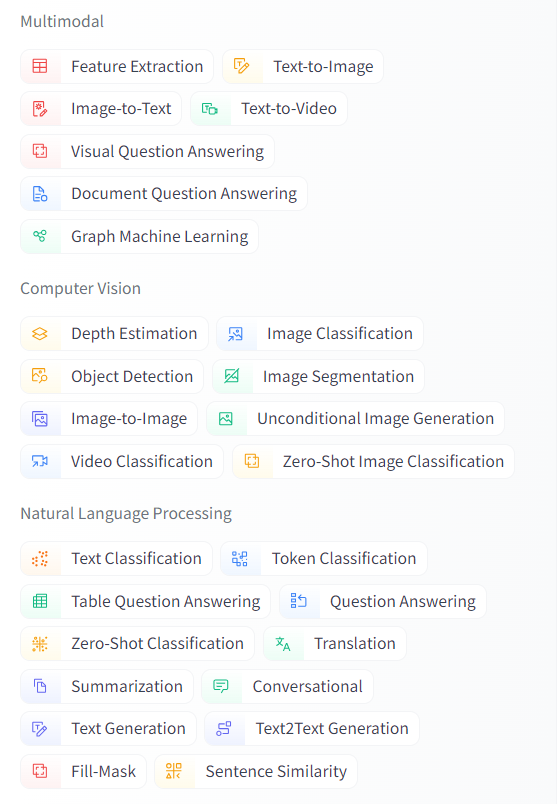 Multimodal
Feature Extraction Text-to-Image
Image-to-Text Text-to-Video
Visual Question Answering
Document Question Answering
Graph Machine Learning
Computer Vision
Depth Estimation Image Classification
Object Detection Image Segmentation
Image-to-Image Unconditional Image Generation
Video Classification Zero-Shot Image Classification
Natural Language Processing
Text Classification Token Classification
Table Question Answering Question Answering
Zero-Shot Classification Translation
Summarization Conversational
Text Generation Text2Text Generation
Fill-Mask Sentence Similarity